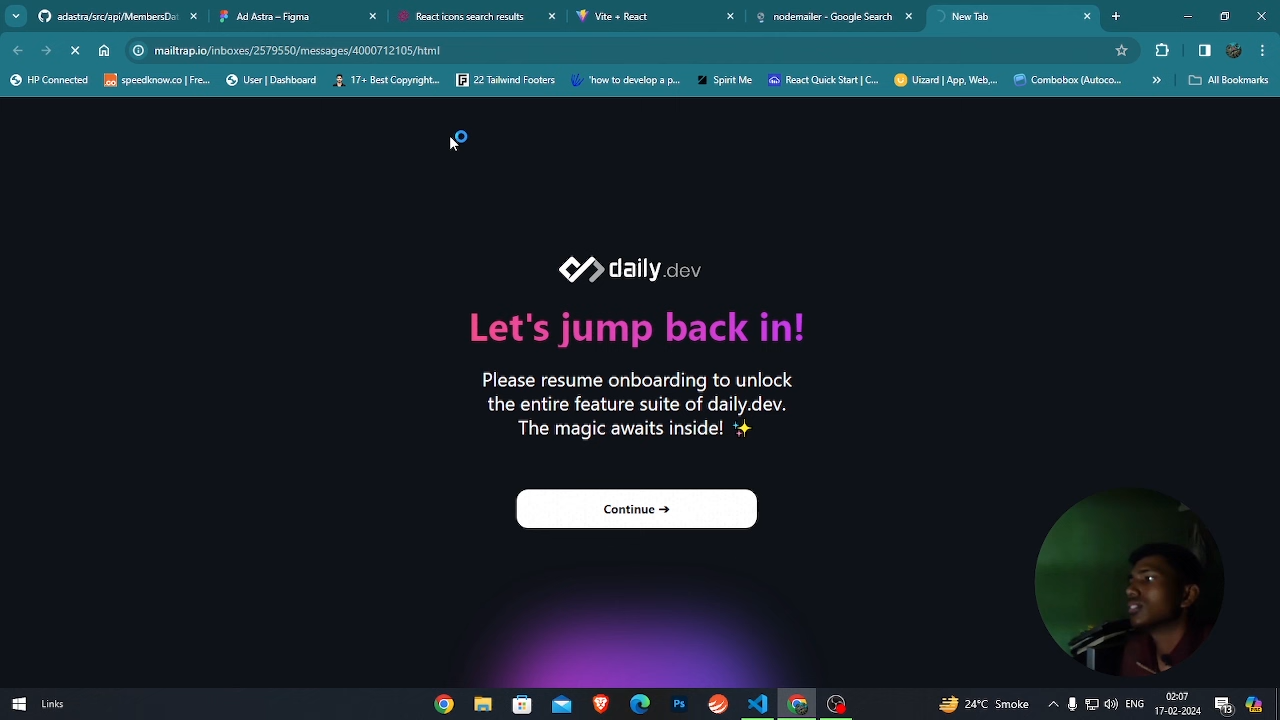 adastra/src/api/MensDat
Ad Astra – Figma
React icons search results
Vite + React
nodemailer - Google Search
New Tab
mailtrap.io/inboxes/2579550/messages/4000712105/html
HP Connected
speedknow.co | Fre...
User | Dashboard
17+ Best Copyright...
22 Tailwind Footers
'how to develop a p...
Spirit Me
React Quick Start | C...
Uizard | App, Web,...
Combobox (Autoco...
All Bookmarks
daily.dev
Let's jump back in!
Please resume onboarding to unlock
the entire feature suite of daily.dev.
The magic awaits inside! ✨
Continue ➔
Links
24°C Smoke
ENG
02:07
17-02-2024